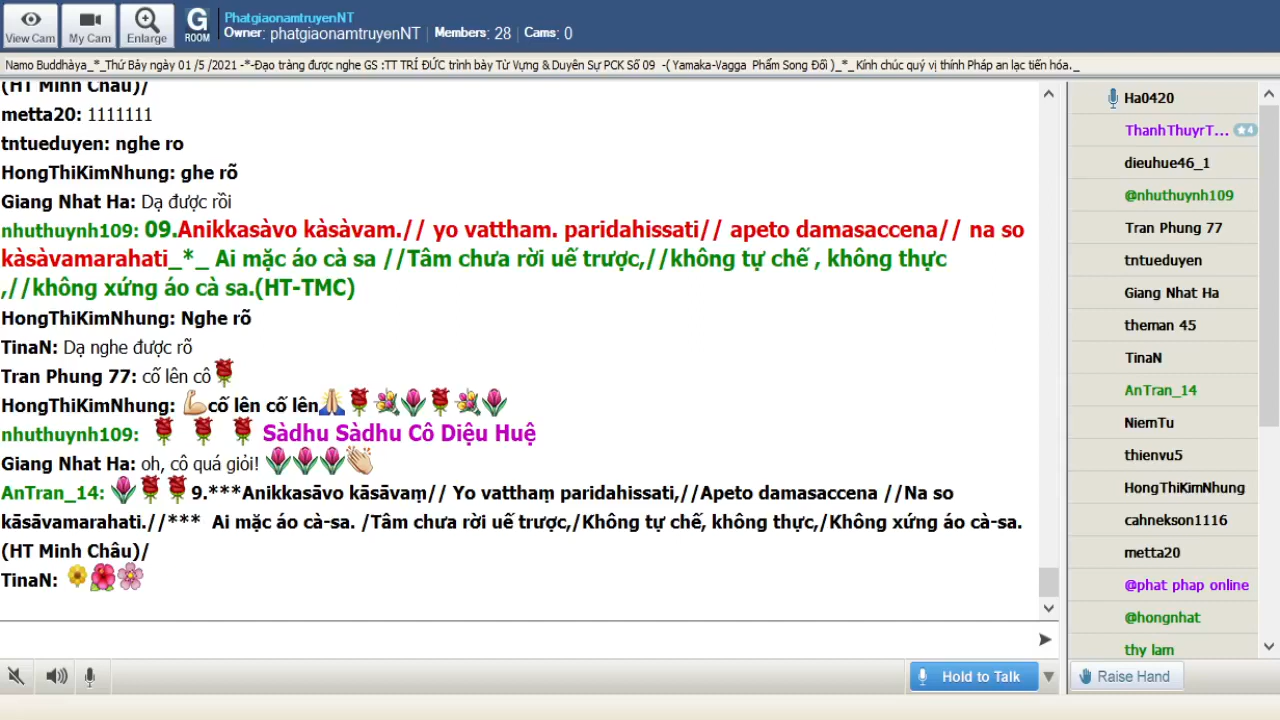 View Cam
My Cam
Enlarge
G
ROOM
PhatgiaonamtruyenNT
Owner: phatgiaonamtruyenNT | Members: 28 | Cams: 0
Namo Buddhàya_*_Thứ Bảy ngày 01 /5 /2021 -*-Đạo tràng được nghe GS :TT TRÍ ĐỨC trình bày Từ Vựng & Duyên Sự PCK Số 09 -( Yamaka-Vagga Phẩm Song Đối )_*_ Kính chúc quý vị thính Pháp an lạc tiến hóa._
(HT Minh Châu)/
metta20: 1111111
tntueduyen: nghe ro
HongThiKimNhung: ghe rõ
Giang Nhat Ha: Dạ được rồi
nhuthuynh109: 09.Anikkasàvo kàsàvam.// yo vattham. paridahissati// apeto damasaccena// na so
kàsàvamarahati_*_ Ai mặc áo cà sa //Tâm chưa rời uế trược,//không tự chế , không thực
,//không xứng áo cà sa.(HT-TMC)
HongThiKimNhung: Nghe rõ
TinaN: Dạ nghe được rõ
Tran Phung 77: cố lên cô🌹
HongThiKimNhung: 💪cố lên cố lên🙏🌹💐🌷🌹💐🌷
nhuthuynh109: 🌹 🌹 🌹 Sàdhu Sàdhu Cô Diệu Huệ
Giang Nhat Ha: oh, cô quá giỏi! 🌷🌷🌷👏
AnTran_14: 🌷🌹🌹9.***Anikkasāvo kāsāvaṃ// Yo vatthaṃ paridahissati,//Apeto damasaccena //Na so
kāsāvamarahati.//*** Ai mặc áo cà-sa. /Tâm chưa rời uế trược,/Không tự chế, không thực,/Không xứng áo cà-sa.
(HT Minh Châu)/
TinaN: 🌼🌺🌸
Hold to Talk
Ha0420
ThanhThuyrT... 4
dieuhue46_1
@nhuthuynh109
Tran Phung 77
tntueduyen
Giang Nhat Ha
theman 45
TinaN
AnTran_14
NiemTu
thienvu5
HongThiKimNhung
cahnekson1116
metta20
@phat phap online
@hongnhat
thy lam
Raise Hand